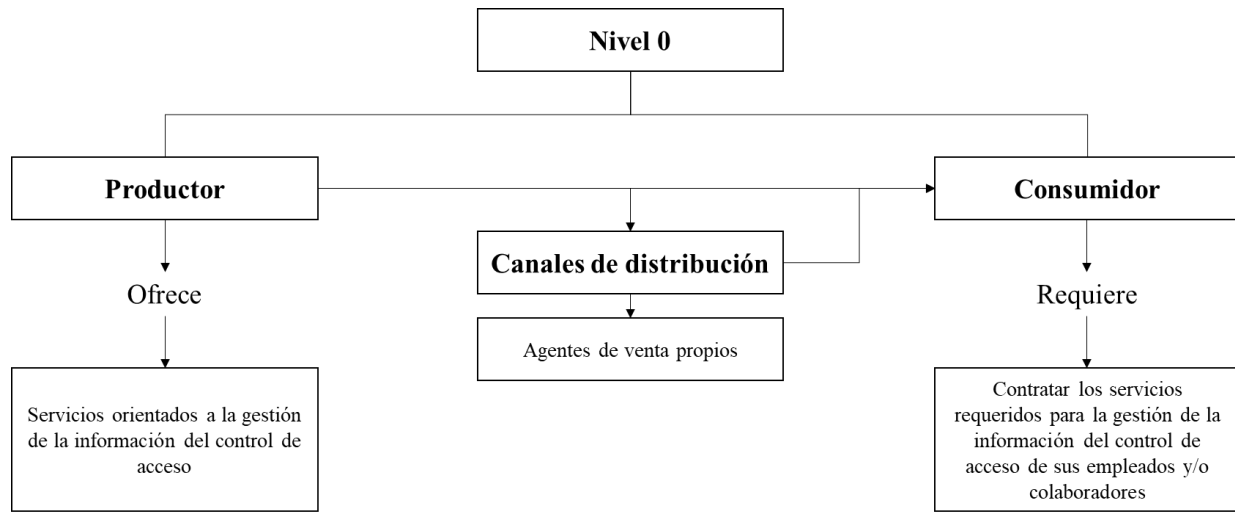 Nivel 0
Productor
Consumidor
Canales de distribución
Ofrece
Requiere
Agentes de venta propios
Servicios orientados a la gestión
de la información del control de
acceso
Contratar los servicios
requeridos para la gestión de la
información del control de
acceso de sus empleados y/o
colaboradores